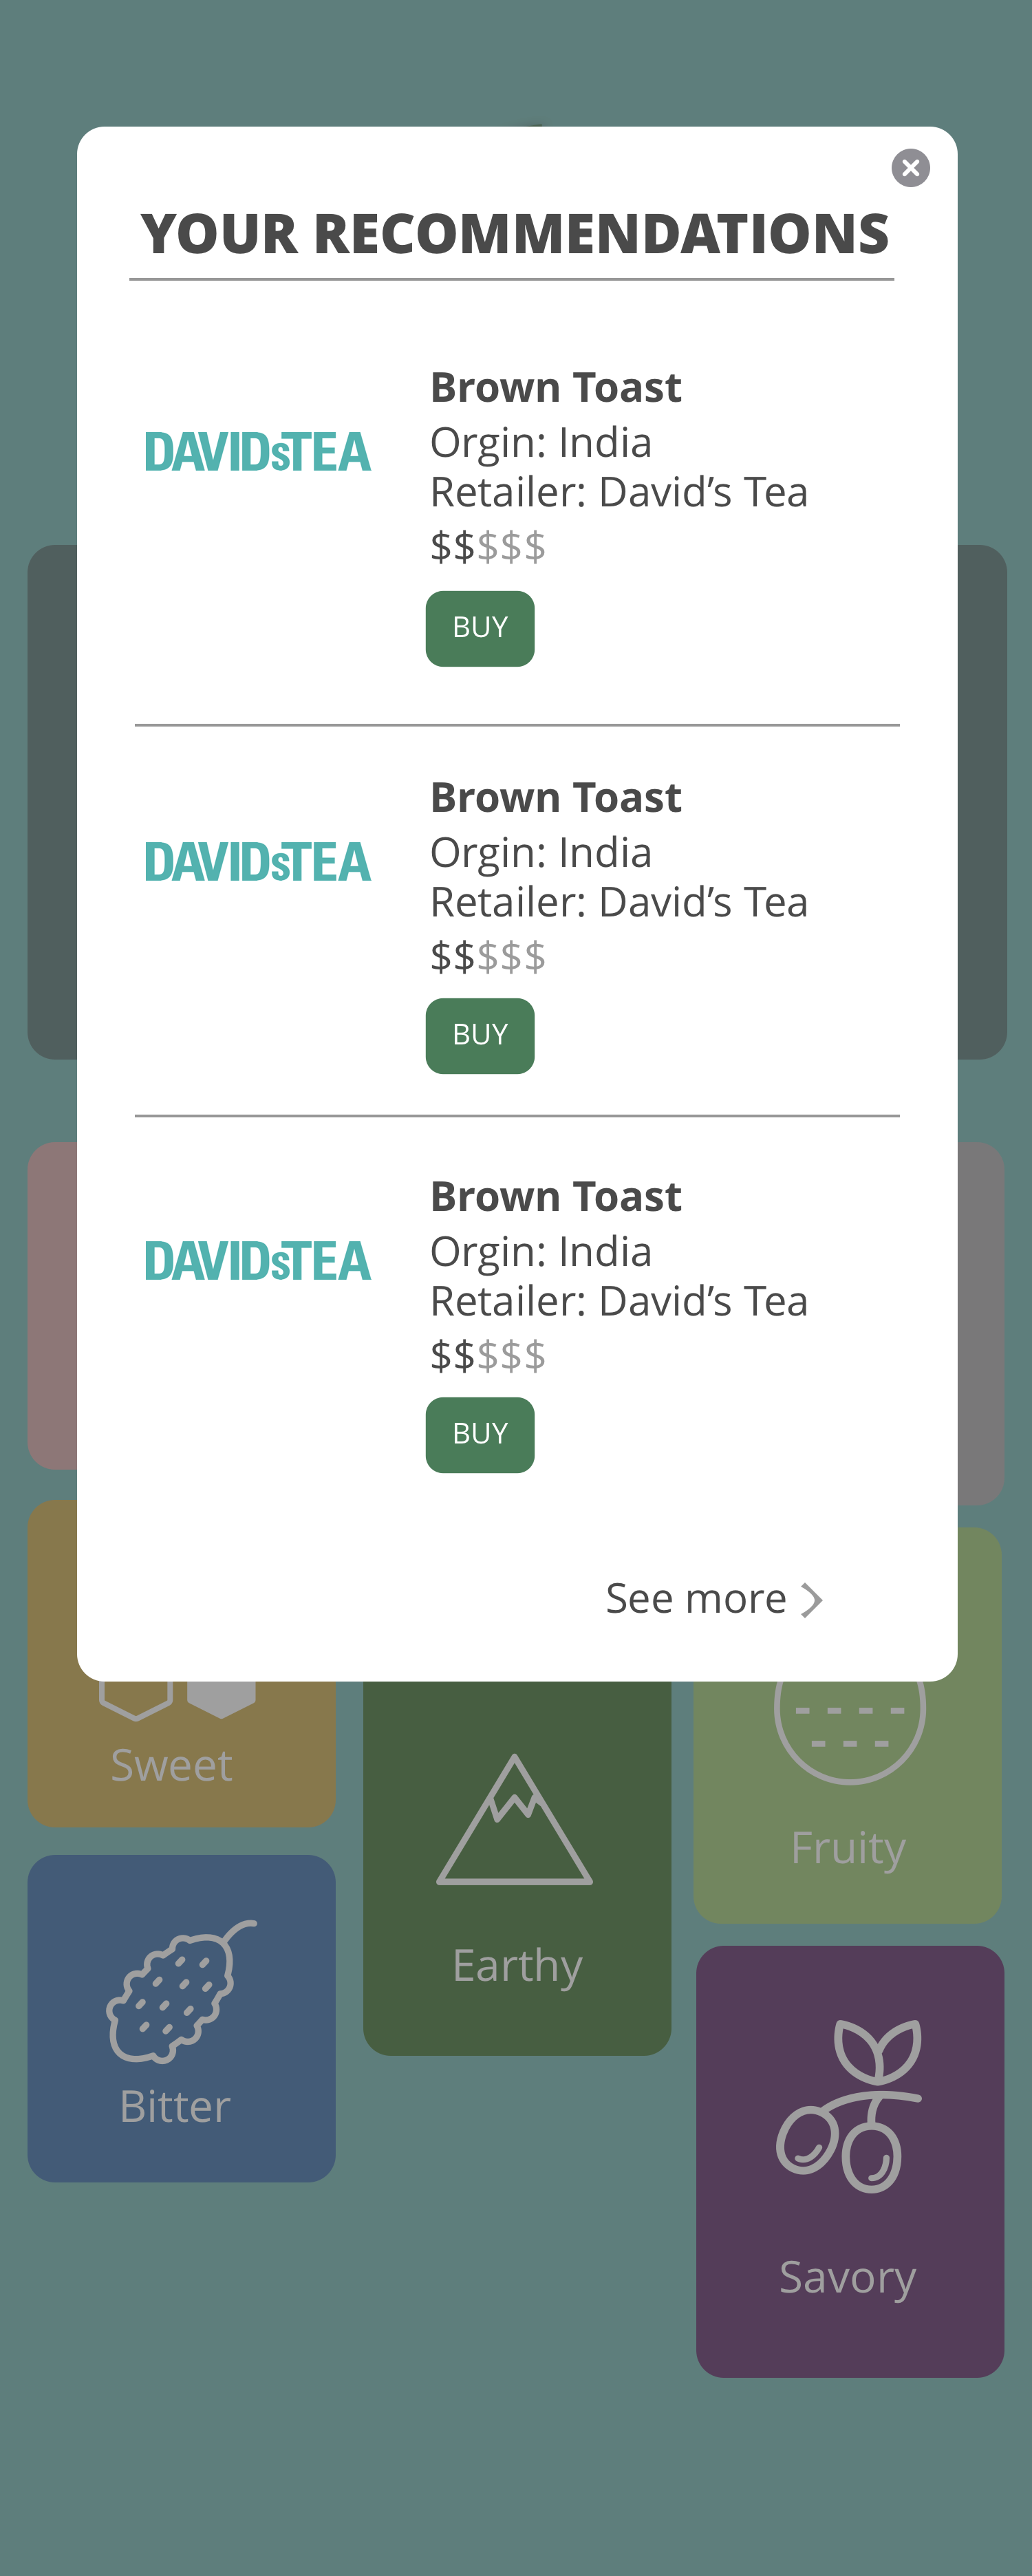 YOUR RECOMMENDATIONS
DAVIDsTEA
Brown Toast
Orgin: India
Retailer: David’s Tea
$$$$$
BUY
DAVIDsTEA
Brown Toast
Orgin: India
Retailer: David’s Tea
$$$$$
BUY
DAVIDsTEA
Brown Toast
Orgin: India
Retailer: David’s Tea
$$$$$
BUY
See more
Sweet
Fruity
Earthy
Bitter
Savory